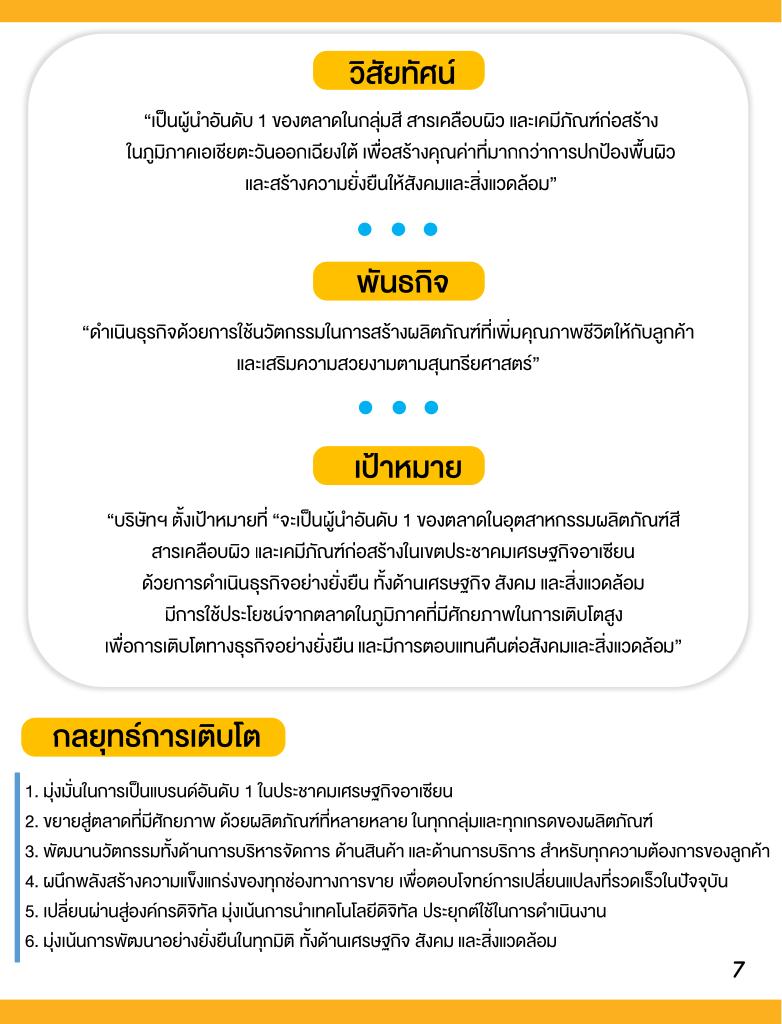 วิสัยทัศน์
“เป็นผู้นำอันดับ 1 ของตลาดในกลุ่มสี สารเคลือบผิว และเคมีภัณฑ์ก่อสร้าง
ในภูมิภาคเอเชียตะวันออกเฉียงใต้ เพื่อสร้างคุณค่าที่มากกว่าการปกป้องพื้นผิว
และสร้างความยั่งยืนให้สังคมและสิ่งแวดล้อม”
พันธกิจ
“ดำเนินธุรกิจด้วยการใช้นวัตกรรมในการสร้างผลิตภัณฑ์ที่เพิ่มคุณภาพชีวิตให้กับลูกค้า
และเสริมความสวยงามตามสุนทรียศาสตร์”
เป้าหมาย
“บริษัทฯ ตั้งเป้าหมายที่ “จะเป็นผู้นำอันดับ 1 ของตลาดในอุตสาหกรรมผลิตภัณฑ์สี
สารเคลือบผิว และเคมีภัณฑ์ก่อสร้างในเขตประชาคมเศรษฐกิจอาเซียน
ด้วยการดำเนินธุรกิจอย่างยั่งยืน ทั้งด้านเศรษฐกิจ สังคม และสิ่งแวดล้อม
มีการใช้ประโยชน์จากตลาดในภูมิภาคที่มีศักยภาพในการเติบโตสูง
เพื่อการเติบโตทางธุรกิจอย่างยั่งยืน และมีการตอบแทนคืนต่อสังคมและสิ่งแวดล้อม”
กลยุทธ์การเติบโต
1. มุ่งมั่นในการเป็นแบรนด์อันดับ 1 ในประชาคมเศรษฐกิจอาเซียน
2. ขยายสู่ตลาดที่มีศักยภาพ ด้วยผลิตภัณฑ์ที่หลายหลาย ในทุกกลุ่มและทุกเกรดของผลิตภัณฑ์
3. พัฒนานวัตกรรมทั้งด้านการบริหารจัดการ ด้านสินค้า และด้านการบริการ สำหรับทุกความต้องการของลูกค้า
4. ผนึกพลังสร้างความแข็งแกร่งของทุกช่องทางการขาย เพื่อตอบโจทย์การเปลี่ยนแปลงที่รวดเร็วในปัจจุบัน
5. เปลี่ยนผ่านสู่องค์กรดิจิทัล มุ่งเน้นการนำเทคโนโลยีดิจิทัล ประยุกต์ใช้ในการดำเนินงาน
6. มุ่งเน้นการพัฒนาอย่างยั่งยืนในทุกมิติ ทั้งด้านเศรษฐกิจ สังคม และสิ่งแวดล้อม
7